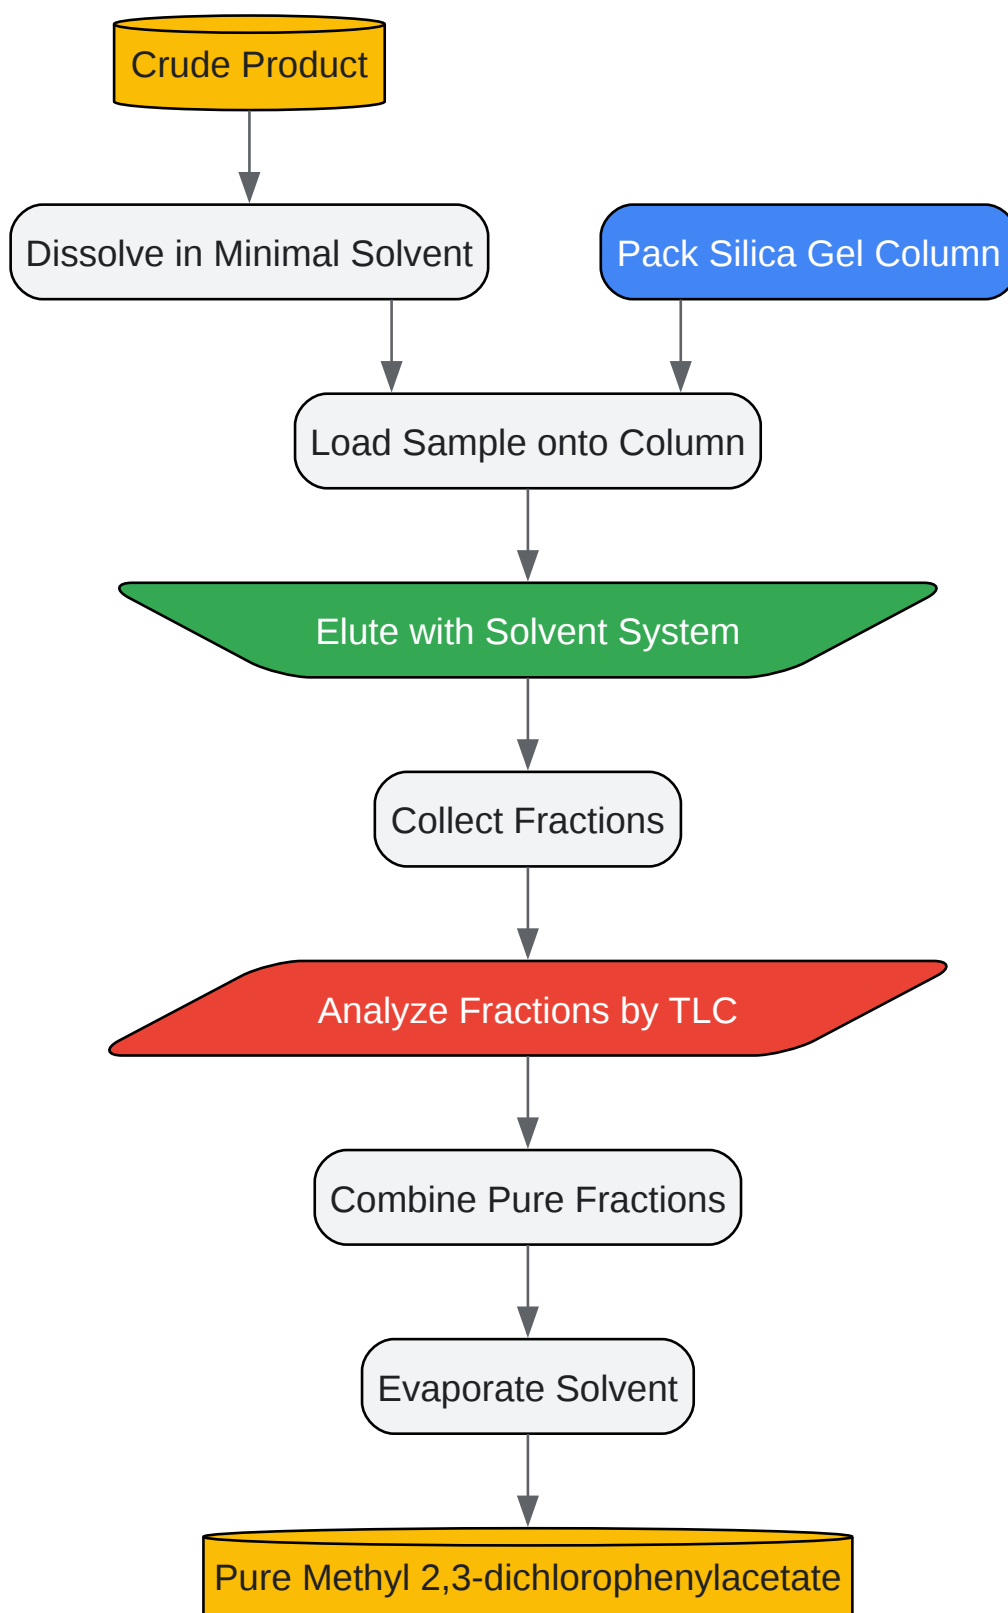 Crude Product
Dissolve in Minimal Solvent
Pack Silica Gel Column
Load Sample onto Column
Elute with Solvent System
Collect Fractions
Analyze Fractions by TLC
Combine Pure Fractions
Evaporate Solvent
Pure Methyl 2,3-dichlorophenylacetate